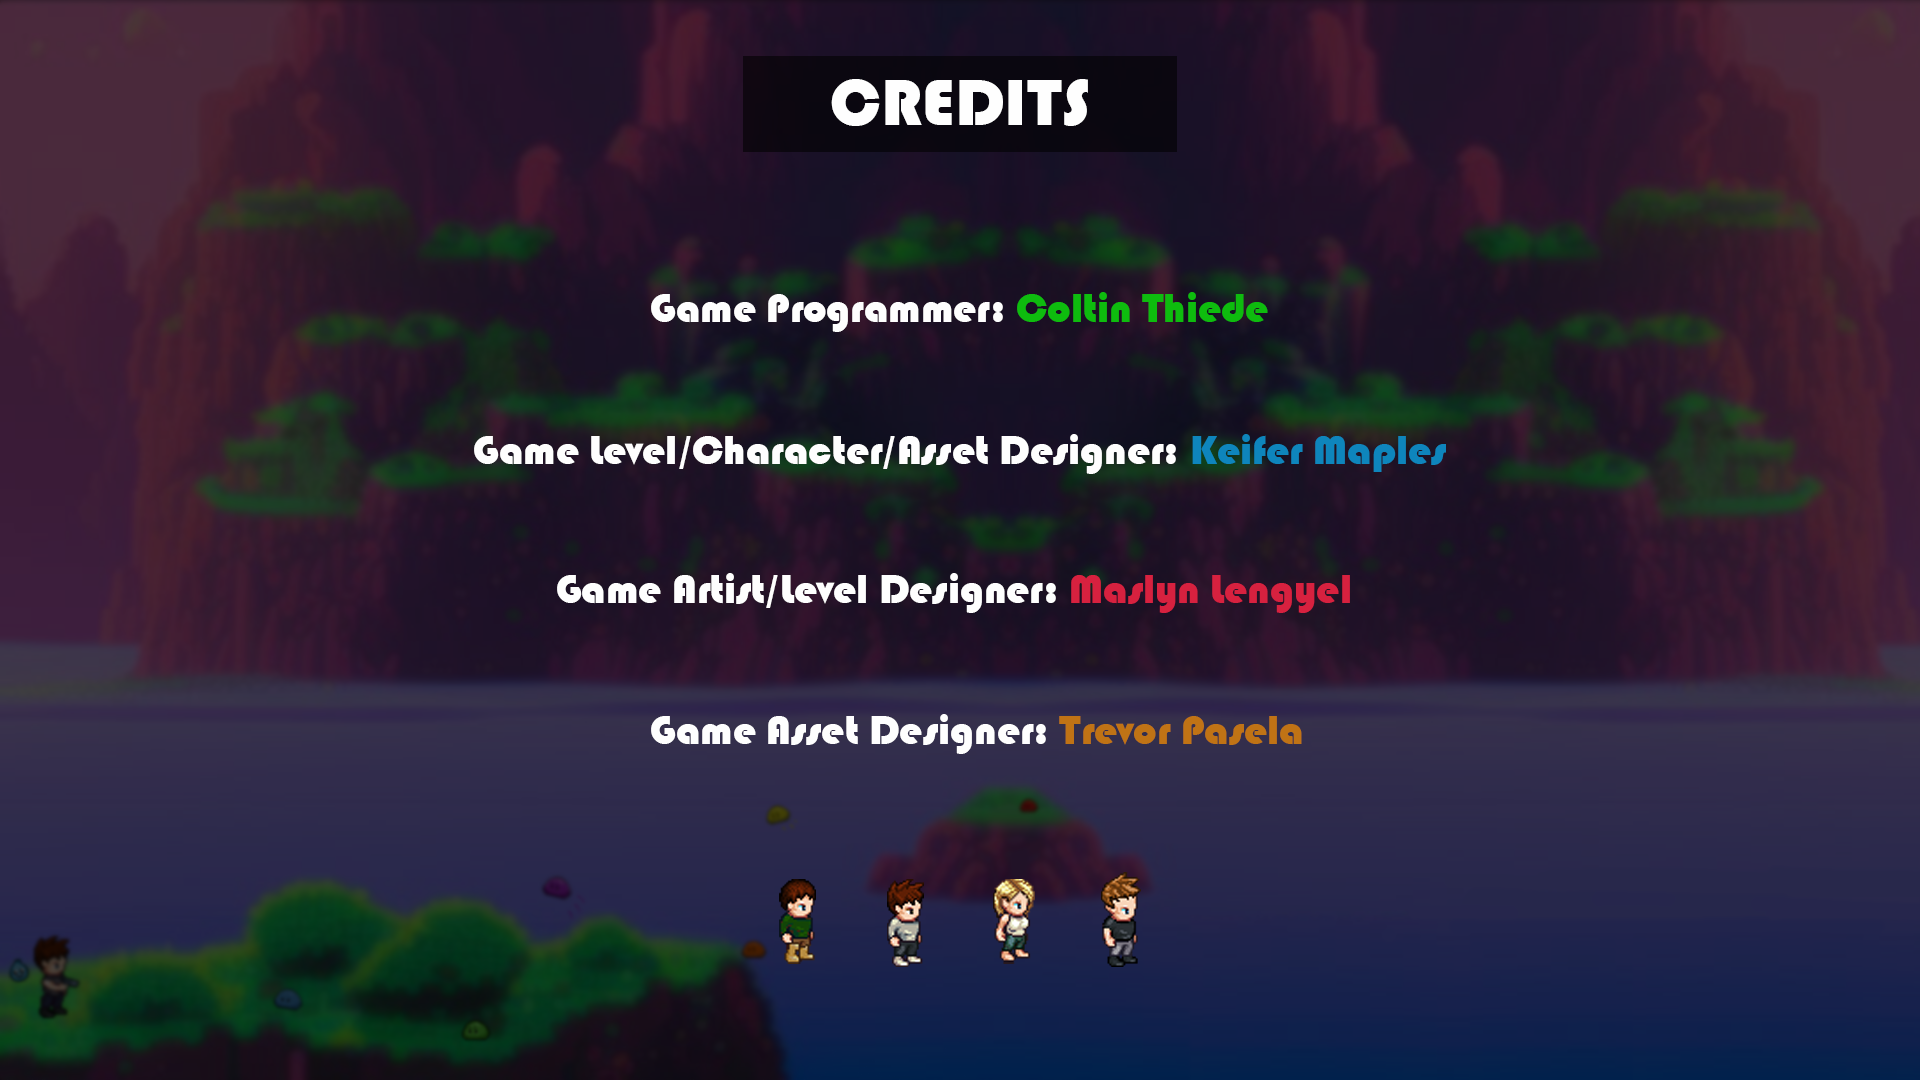 CREDITS
Game Programmer: Coltin Thiede
Game Level/Character/Asset Designer: Keifer Maples
Game Artist/Level Designer: Maslyn Lengyel
Game Asset Designer: Trevor Pasela